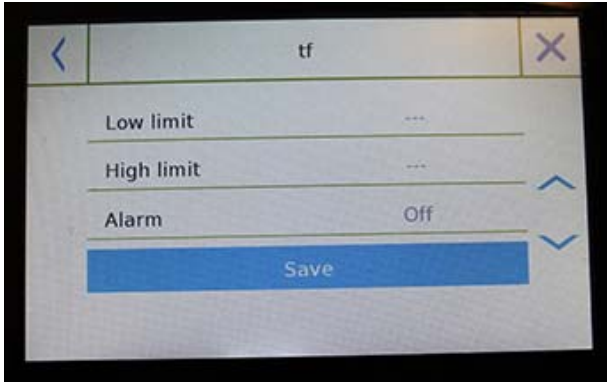 tf
Low limit ---
High limit ---
Alarm Off
Save